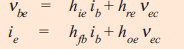 v_be = h_ie i_b + h_re v_ec
i_e = h_fb i_b + h_oe v_ec